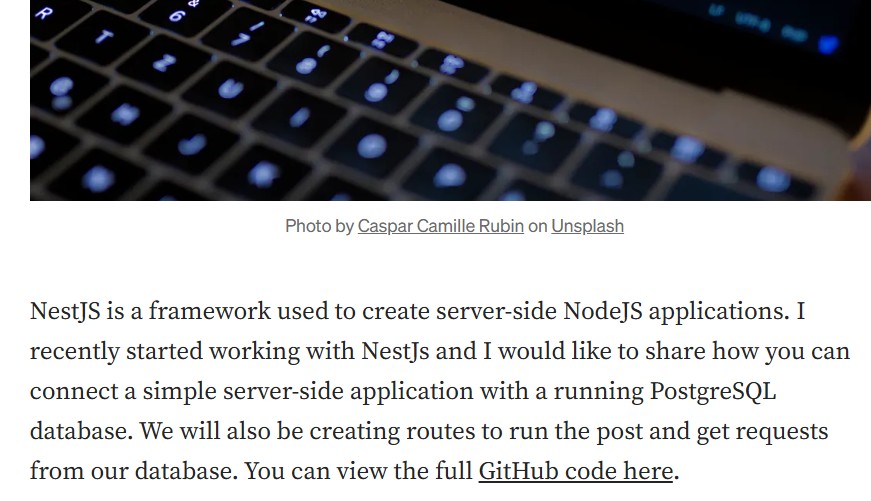 R T 6 7
Z U 8
Photo by Caspar Camille Rubin on Unsplash
NestJS is a framework used to create server-side NodeJS applications. I
recently started working with NestJs and I would like to share how you can
connect a simple server-side application with a running PostgreSQL
database. We will also be creating routes to run the post and get requests
from our database. You can view the full GitHub code here.